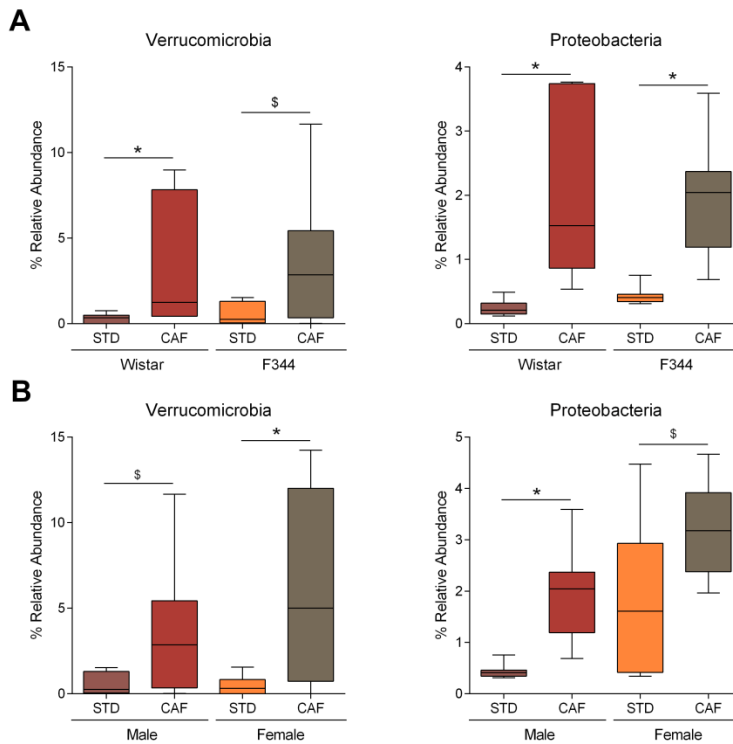 A
Verrucomicrobia
% Relative Abundance
15
10
5
0
*
$
STD CAF STD CAF
Wistar F344
Proteobacteria
% Relative Abundance
4
3
2
1
0
*
*
STD CAF STD CAF
Wistar F344
B
Verrucomicrobia
% Relative Abundance
15
10
5
0
$
*
STD CAF STD CAF
Male Female
Proteobacteria
% Relative Abundance
5
4
3
2
1
0
*
$
STD CAF STD CAF
Male Female